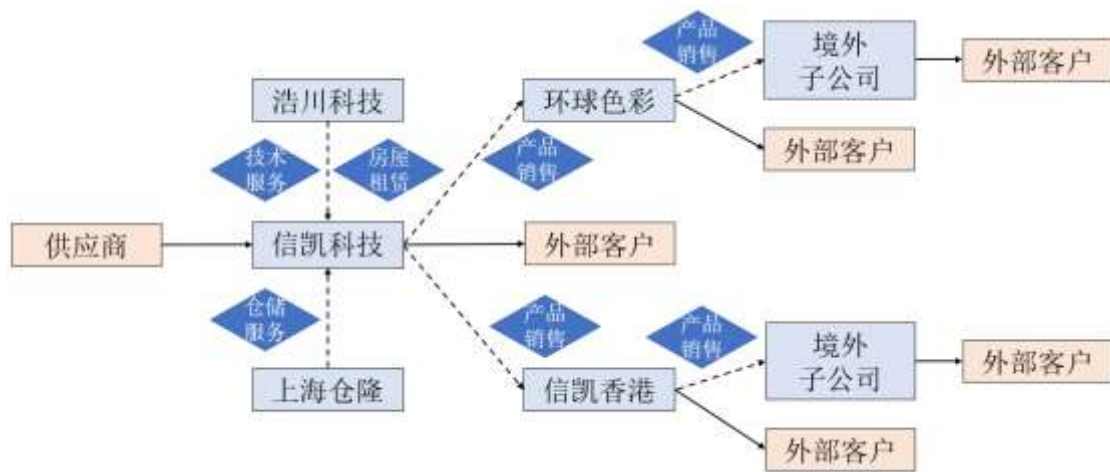 产品
销售
境外
子公司
外部客户
浩川科技
环球色彩
外部客户
技术
服务
房屋
租赁
产品
销售
供应商
信凯科技
外部客户
仓储
服务
产品
销售
产品
销售
境外
子公司
外部客户
上海仓隆
信凯香港
外部客户